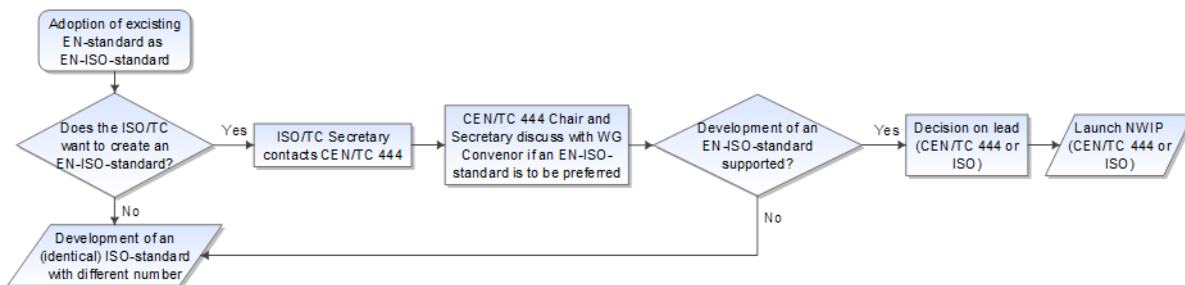 Adoption of excisting
EN-standard as
EN-ISO-standard
Does the ISO/TC
want to create an
EN-ISO-standard?
Yes
ISO/TC Secretary
contacts CEN/TC 444
CEN/TC 444 Chair and
Secretary discuss with WG
Convenor if an EN-ISO-
standard is to be preferred
Development of an
EN-ISO-standard
supported?
Yes
Decision on lead
(CEN/TC 444 or
ISO)
Launch NWIP
(CEN/TC 444 or
ISO)
No
No
Development of an
(identical) ISO-standard
with different number